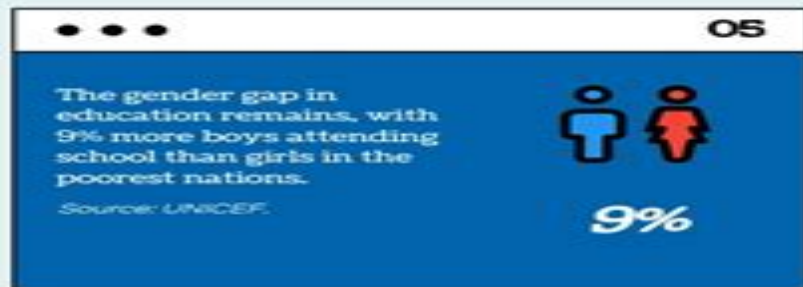 05
The gender gap in
education remains, with
9% more boys attending
school than girls in the
poorest nations.
Source: UNICEF.
9%